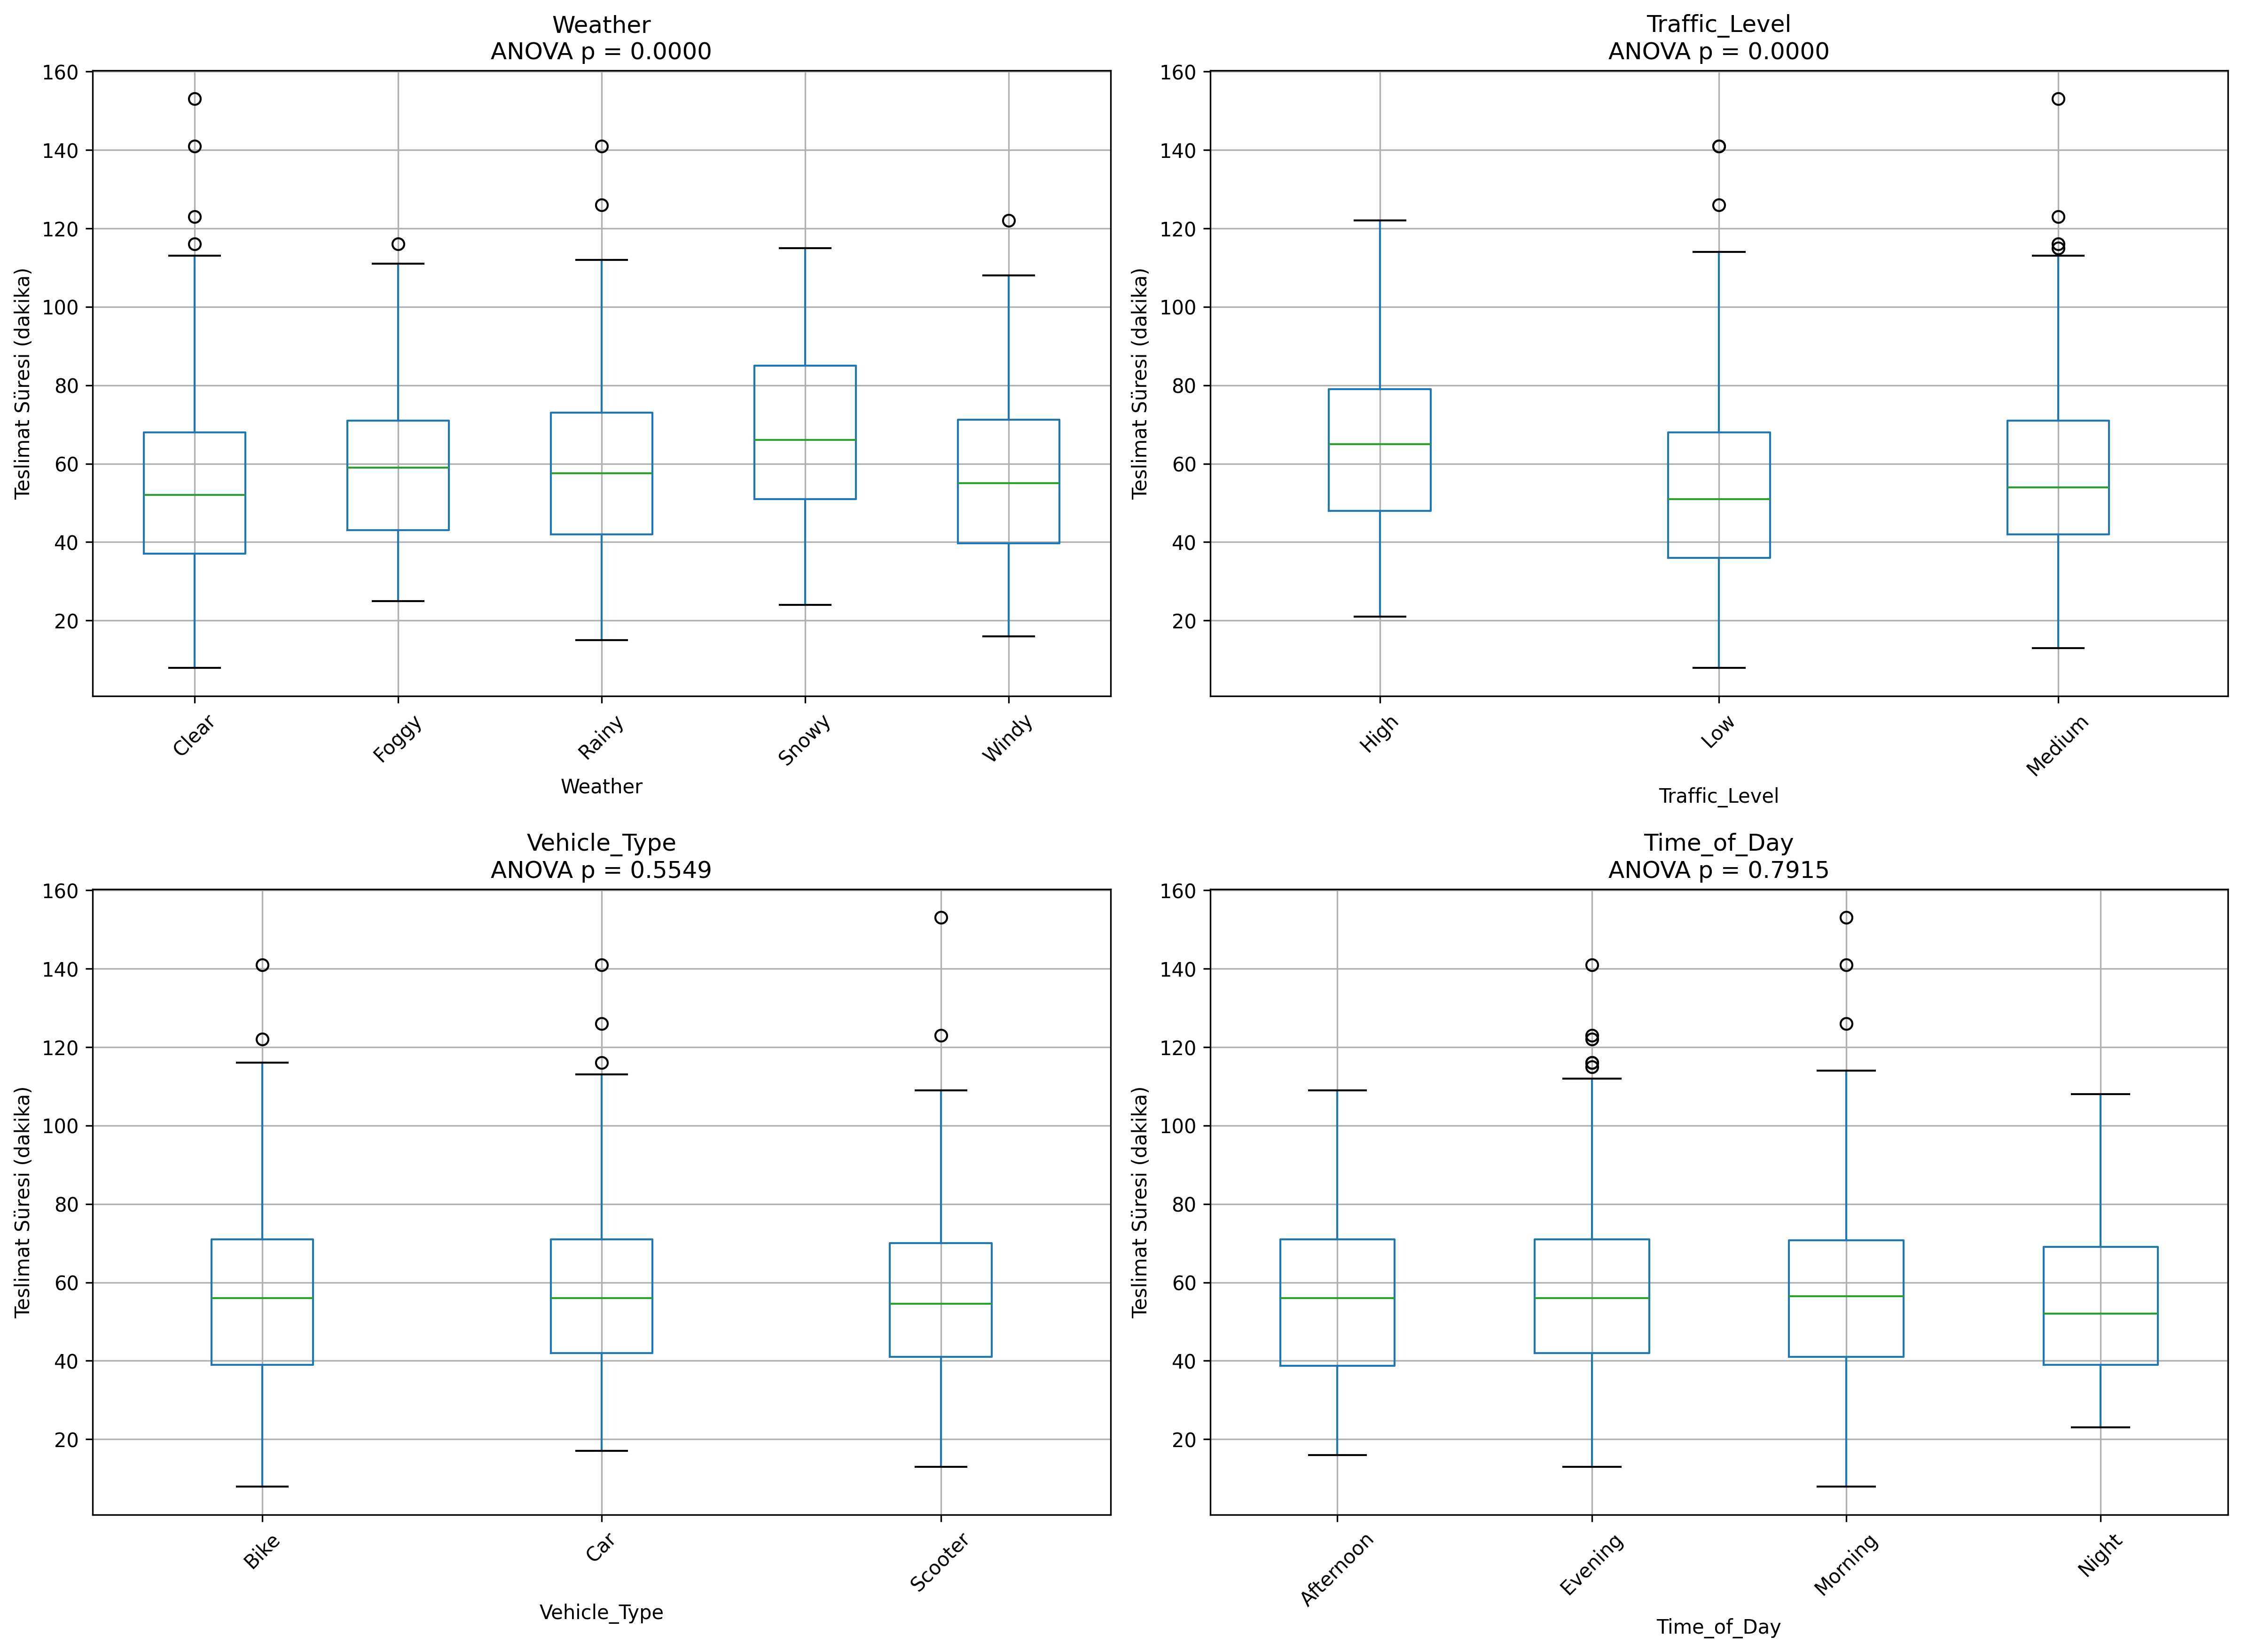 Weather
ANOVA p = 0.0000
160
140
120
100
80
60
40
20
Teslimat Süresi (dakika)
Clear
Foggy
Rainy
Snowy
Windy
Weather
Traffic_Level
ANOVA p = 0.0000
160
140
120
100
80
60
40
20
Teslimat Süresi (dakika)
High
Low
Medium
Traffic_Level
Vehicle_Type
ANOVA p = 0.5549
160
140
120
100
80
60
40
20
Teslimat Süresi (dakika)
Bike
Car
Scooter
Vehicle_Type
Time_of_Day
ANOVA p = 0.7915
160
140
120
100
80
60
40
20
Teslimat Süresi (dakika)
Afternoon
Evening
Morning
Night
Time_of_Day